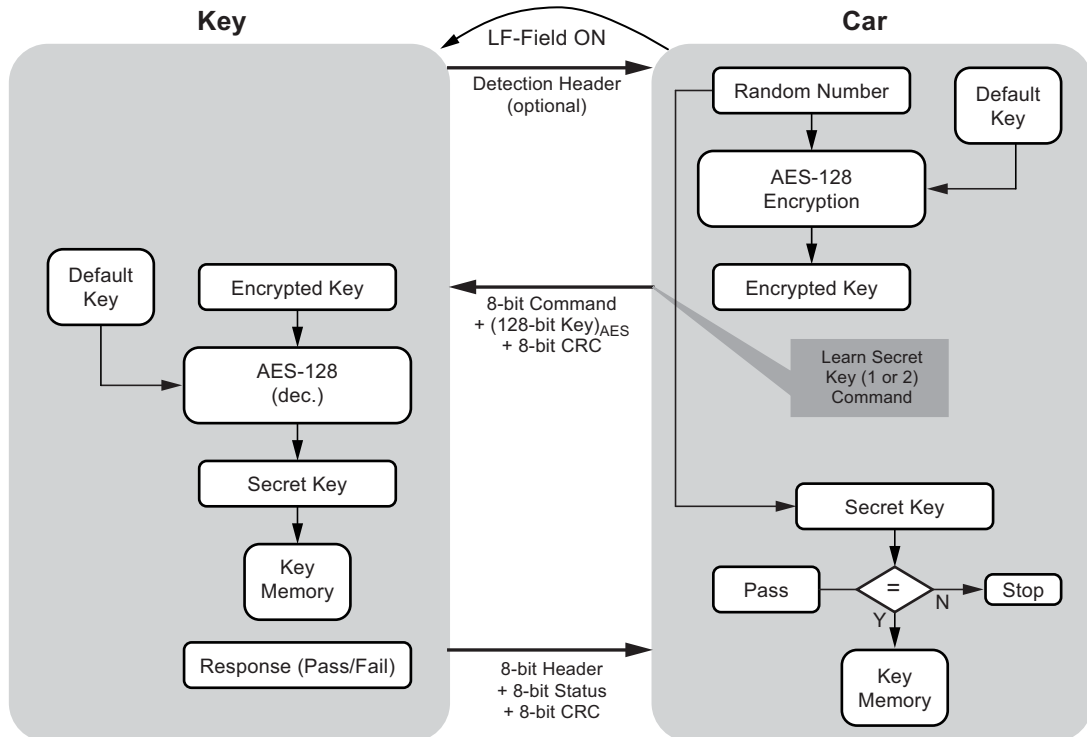 Key
Car
LF-Field ON
Detection Header
(optional)
Random Number
Default
Key
AES-128
Encryption
Encrypted Key
Default
Key
Encrypted Key
8-bit Command
+ (128-bit Key)AES
+ 8-bit CRC
Learn Secret
Key (1 or 2)
Command
AES-128
(dec.)
Secret Key
Secret Key
Key
Memory
Pass
=
N
Stop
Y
Response (Pass/Fail)
8-bit Header
+ 8-bit Status
+ 8-bit CRC
Key
Memory